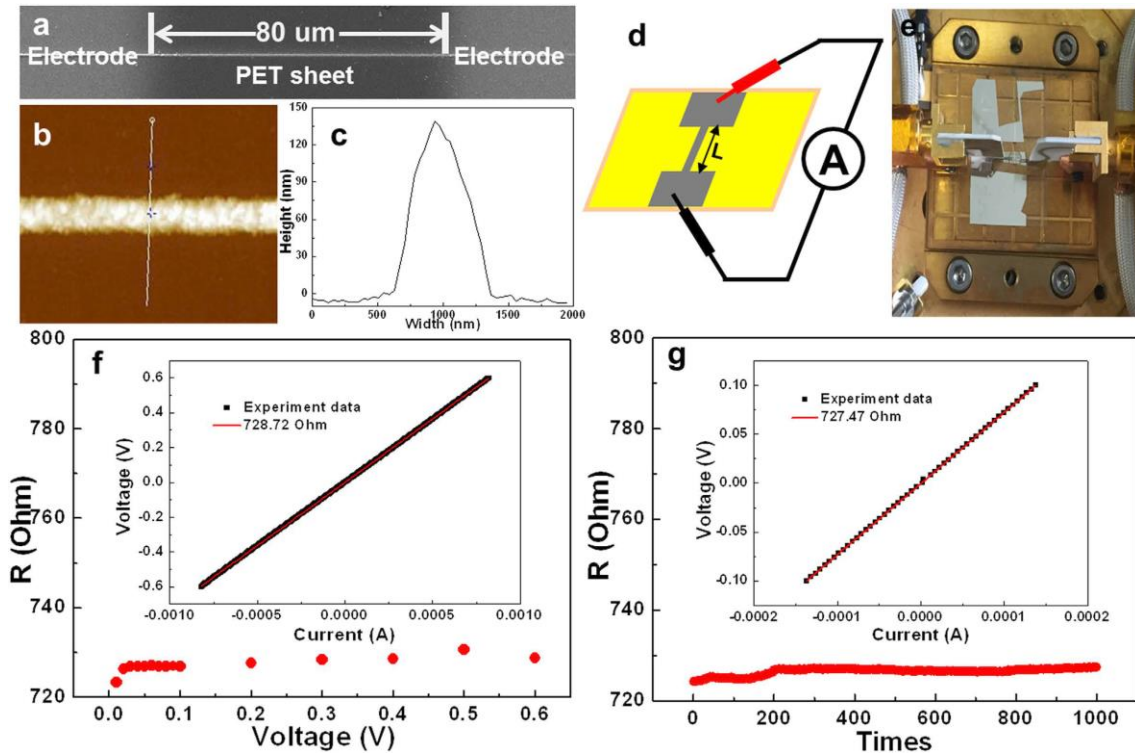 a
80 um
Electrode
Electrode
PET sheet
b
c
Height (nm)
150
120
90
60
30
0
0
500
1000
1500
2000
Width (nm)
d
L
A
e
f
R (Ohm)
800
780
760
740
720
0.0
0.1
0.2
0.3
0.4
0.5
0.6
Voltage (V)
Voltage (V)
0.6
0.4
0.2
0.0
-0.2
-0.4
-0.6
Experiment data
728.72 Ohm
-0.0010
-0.0005
0.0000
0.0005
0.0010
Current (A)
g
R (Ohm)
800
780
760
740
720
0
200
400
600
800
1000
Times
Voltage (V)
0.10
0.05
0.00
-0.05
-0.10
Experiment data
727.47 Ohm
-0.0002
-0.0001
0.0000
0.0001
0.0002
Current (A)